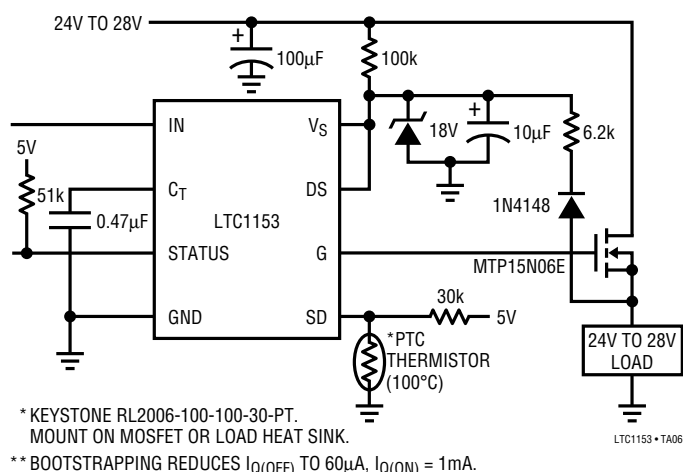 24V TO 28V
+
100µF
100k
IN
VS
18V
+
10µF
6.2k
5V
51k
CT
DS
1N4148
0.47µF
LTC1153
STATUS
G
MTP15N06E
30k
GND
SD
5V
*PTC
THERMISTOR
(100°C)
24V TO 28V
LOAD
* KEYSTONE RL2006-100-100-30-PT.
MOUNT ON MOSFET OR LOAD HEAT SINK.
LTC1153 • TA06
** BOOTSTRAPPING REDUCES IQ(OFF) TO 60µA, IQ(ON) = 1mA.